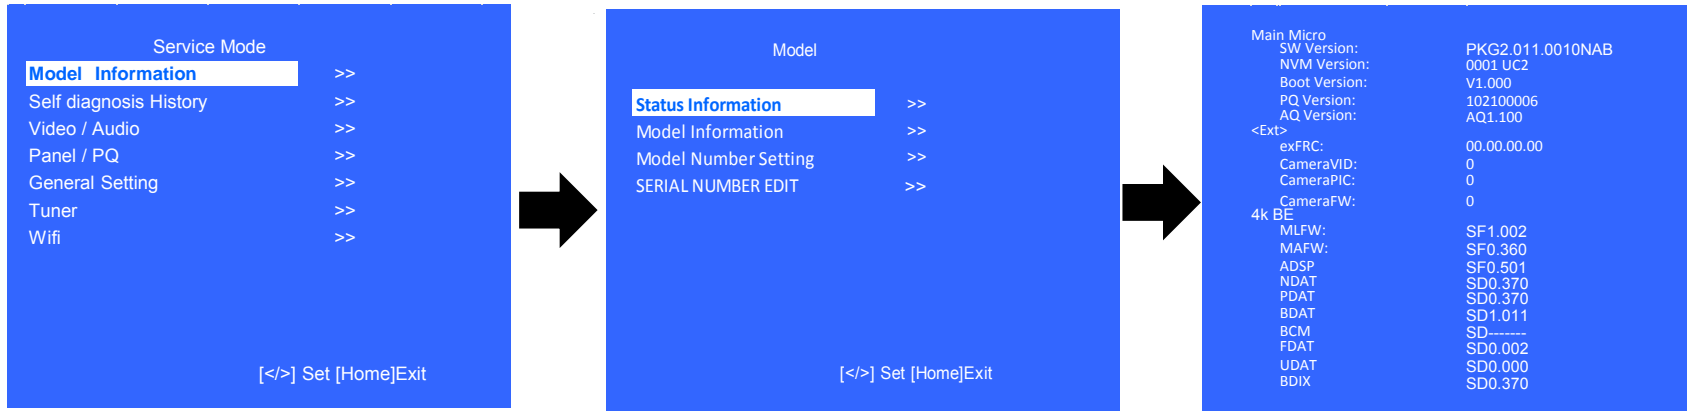 Service Mode
Model Information >>
Self diagnosis History >>
Video / Audio >>
Panel / PQ >>
General Setting >>
Tuner >>
Wifi >>
[</>] Set [Home]Exit
Model
Status Information >>
Model Information >>
Model Number Setting >>
SERIAL NUMBER EDIT >>
[</>] Set [Home]Exit
Main Micro
SW Version: PKG2.011.0010NAB
NVM Version: 0001 UC2
Boot Version: V1.000
PQ Version: 102100006
AQ Version: AQ1.100
<Ext>
exFRC: 00.00.00.00
CameraVID: 0
CameraPIC: 0
CameraFW: 0
4k BE
MLFW: SF1.002
MAFW: SF0.360
ADSP SF0.501
NDAT SD0.370
PDAT SD0.370
BDAT SD1.011
BCM SD-------
FDAT SD0.002
UDAT SD0.000
BDIX SD0.370